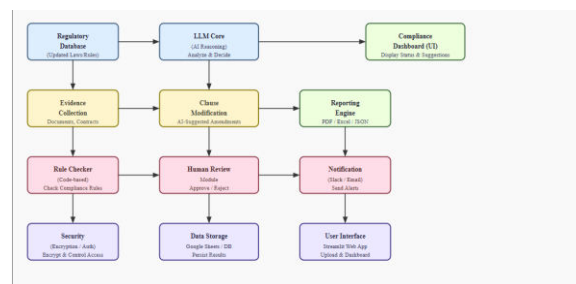 Regulatory
Database
(Updated Laws/Rules)
LLM Core
(AI Reasoning)
Analyze & Decide
Compliance
Dashboard (UI)
Display Status & Suggestions
Evidence
Collection
Documents, Contracts
Clause
Modification
AI-Suggested Amendments
Reporting
Engine
PDF / Excel / JSON
Rule Checker
(Code-based)
Check Compliance Rules
Human Review
Module
Approve / Reject
Notification
(Slack / Email)
Send Alerts
Security
(Encryption / Auth)
Encrypt & Control Access
Data Storage
Google Sheets / DB
Persist Results
User Interface
Streamlit Web App
Upload & Dashboard